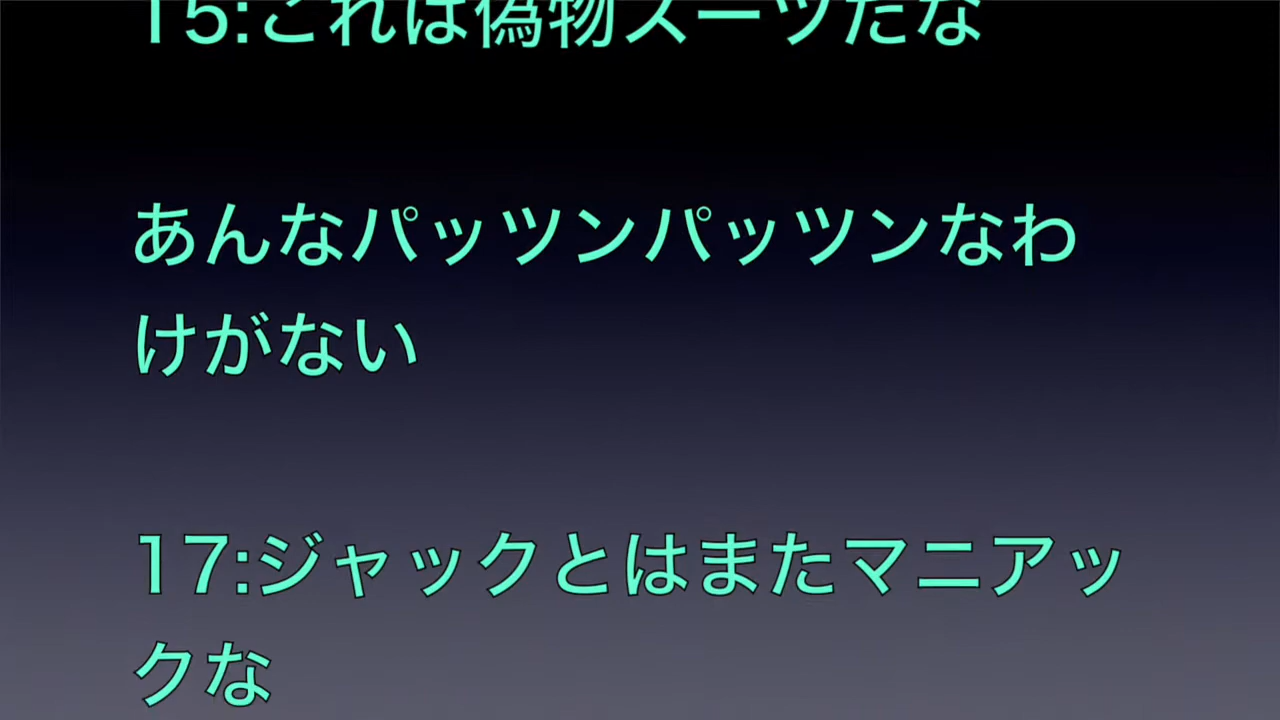 15:これは偽物スーツだな
あんなパッツンパッツンなわ
けがない
17:ジャックとはまたマニアッ
クな